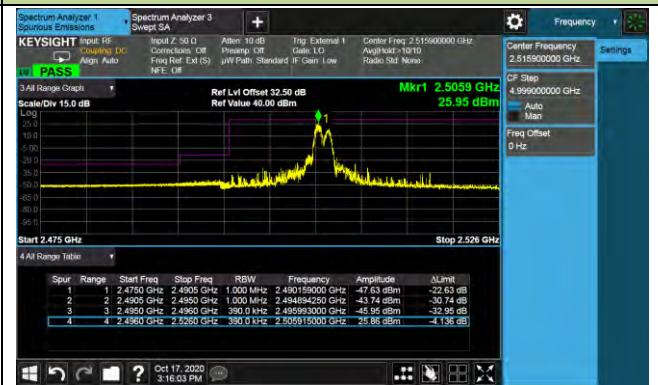 Spectrum Analyzer 1
Spurious Emissions
Spectrum Analyzer 3
Swept SA
Frequency
KEYSIGHT
Input: RF
Coupling: DC
Align: Auto
Input Z: 50 Ω
Corrections: Off
Freq Ref: Ext (S)
NFE: Off
Atten: 10 dB
Preamp: Off
µW Path: Standard
Trig: External 1
Gate: LO
IF Gain: Low
Center Freq: 2.515900000 GHz
Avg|Hold:>10/10
Radio Std: None
PASS
3 All Range Graph
Scale/Div 15.0 dB
Ref Lvl Offset 32.50 dB
Ref Value 40.00 dBm
Mkr1 2.5059 GHz
25.95 dBm
Log
25.0
10.0
-5.00
-20.0
-35.0
-50.0
-65.0
-80.0
-95.0
1
Start 2.475 GHz
Stop 2.526 GHz
4 All Range Table
Spur Range Start Freq Stop Freq RBW Frequency Amplitude ΔLimit
1 1 2.4750 GHz 2.4905 GHz 1.000 MHz 2.490159000 GHz -47.63 dBm -22.63 dB
2 2 2.4905 GHz 2.4950 GHz 1.000 MHz 2.494894250 GHz -43.74 dBm -30.74 dB
3 3 2.4950 GHz 2.4960 GHz 390.0 kHz 2.495993000 GHz -45.95 dBm -32.95 dB
4 4 2.4960 GHz 2.5260 GHz 390.0 kHz 2.505915000 GHz 25.86 dBm -4.136 dB
Center Frequency
2.515900000 GHz
Settings
CF Step
4.999000000 GHz
Auto
Man
Freq Offset
0 Hz
Oct 17, 2020
3:16:03 PM